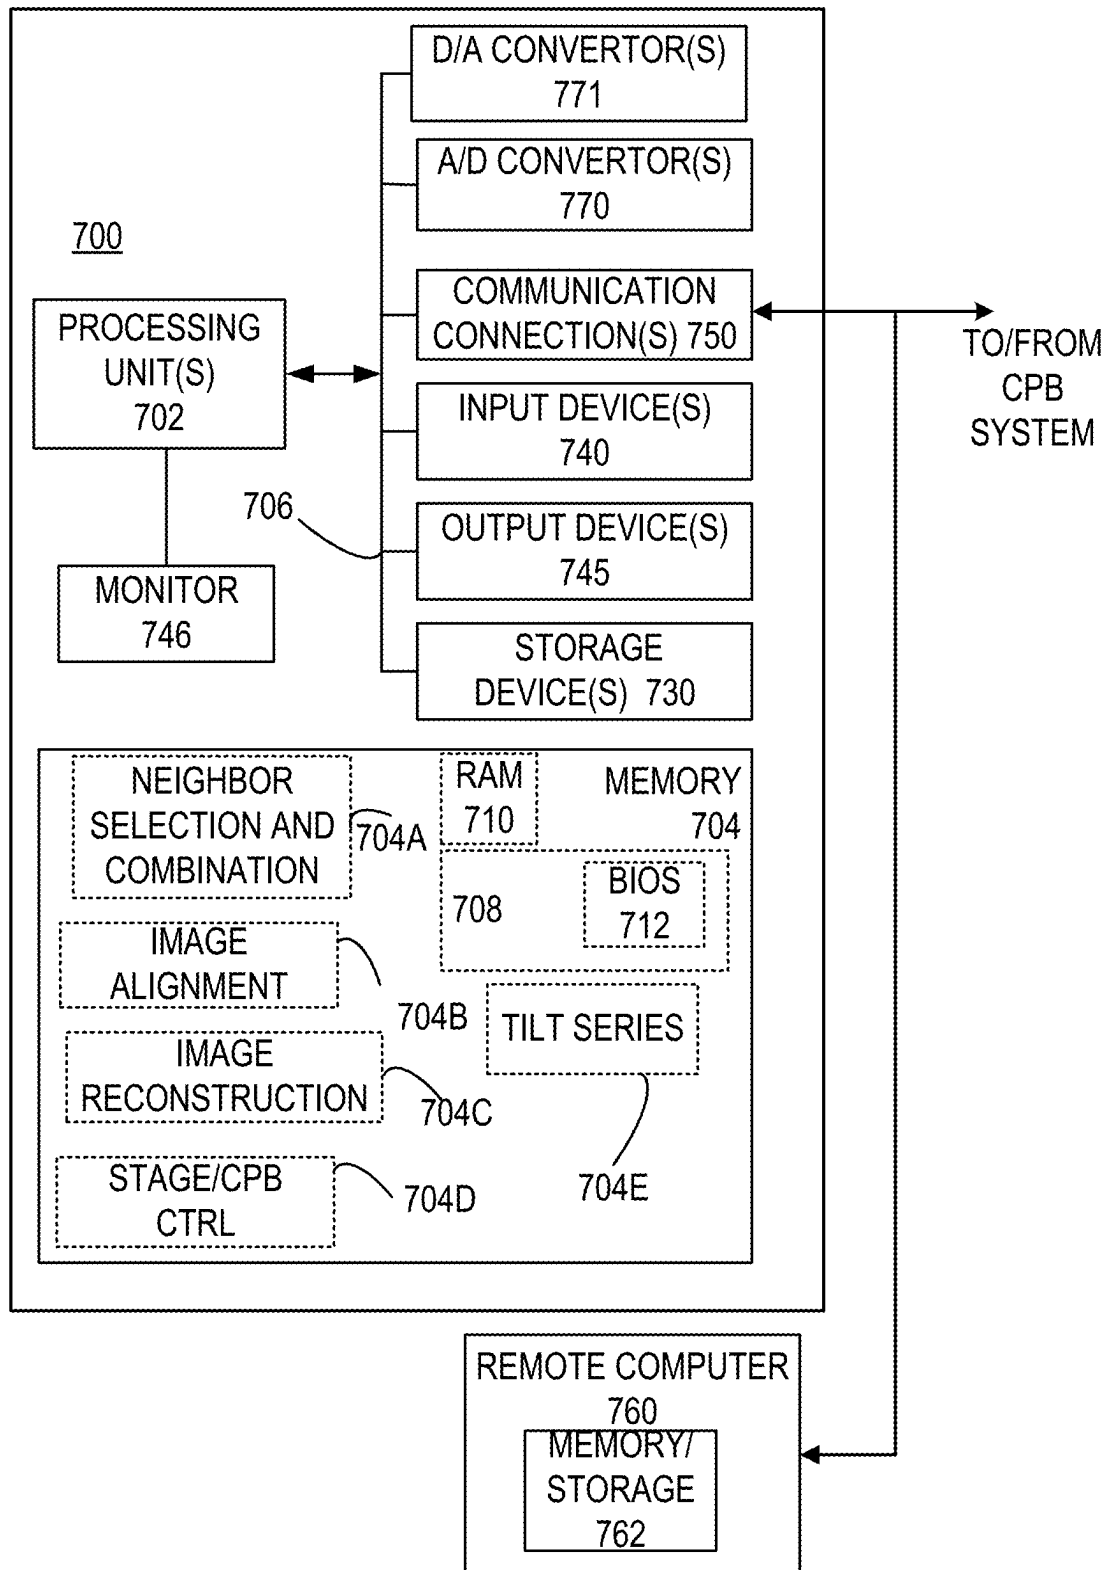 D/A CONVERTOR(S)
771
A/D CONVERTOR(S)
770
700
COMMUNICATION
CONNECTION(S) 750
PROCESSING
UNIT(S)
702
TO/FROM
CPB
SYSTEM
INPUT DEVICE(S)
740
706
OUTPUT DEVICE(S)
745
MONITOR
746
STORAGE
DEVICE(S) 730
NEIGHBOR
SELECTION AND
COMBINATION
704A
RAM
710
MEMORY
704
708
BIOS
712
IMAGE
ALIGNMENT
704B
TILT SERIES
IMAGE
RECONSTRUCTION
704C
704E
STAGE/CPB
CTRL
704D
REMOTE COMPUTER
760
MEMORY/
STORAGE
762